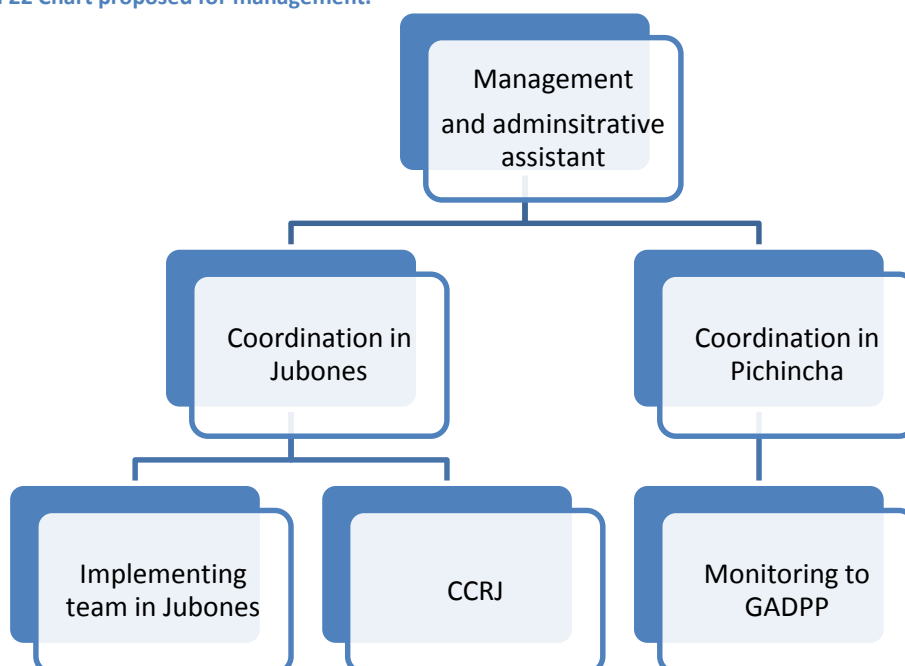 22 Chart proposed for management.
Management
and adminsitrative
assistant
Coordination in
Jubones
Coordination in
Pichincha
Implementing
team in Jubones
CCRJ
Monitoring to
GADPP